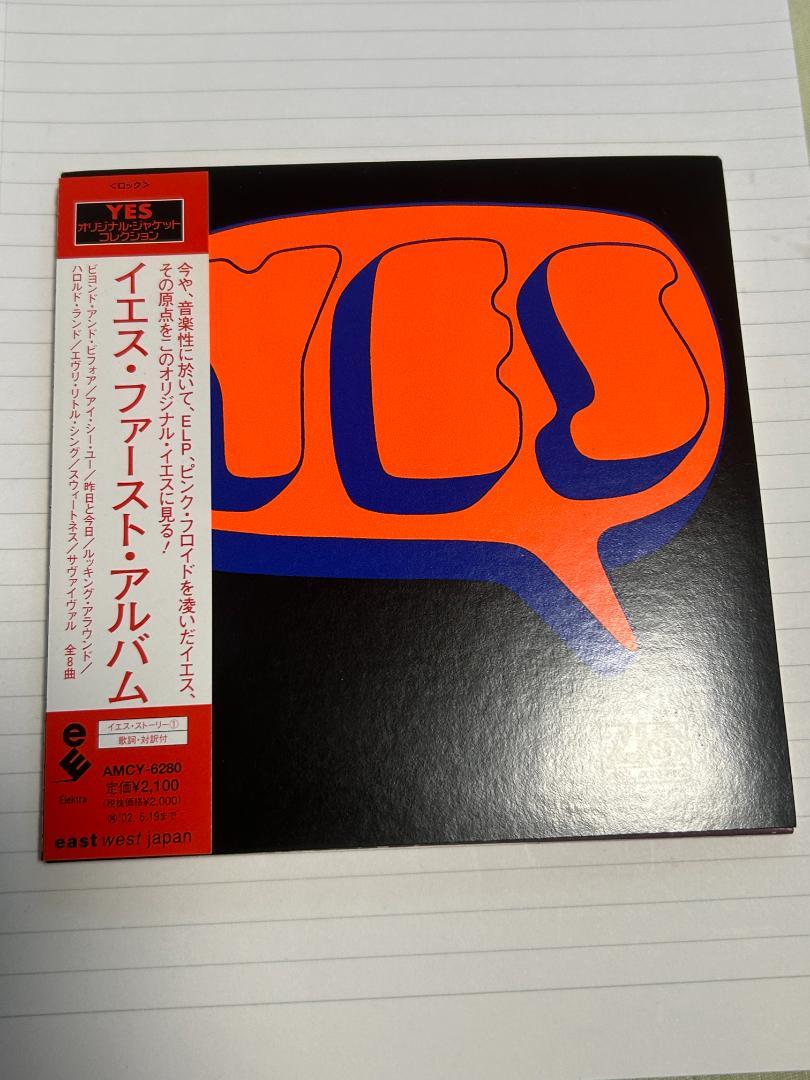 <ロック>
YES
オリジナル・ジャケット
コレクション
今や、音楽性に於いて、ELP、ピンク・フロイドを凌いだイエス、
その原点をこのオリジナル・イエスに見る！
イエス・ファースト・アルバム
ビヨンド・アンド・ビフォア／アイ・シー・ユー／昨日と今日／ルッキング・アラウンド／
ハロルド・ランド／エヴリ・リトル・シング／スウィートネス／サヴァイヴァル 全8曲
イエス・ストーリー①
歌詞・対訳付
Elektra
AMCY-6280
定価¥2,100
(税抜価格¥2,000)
'02. 5.19まで
east west japan
YES